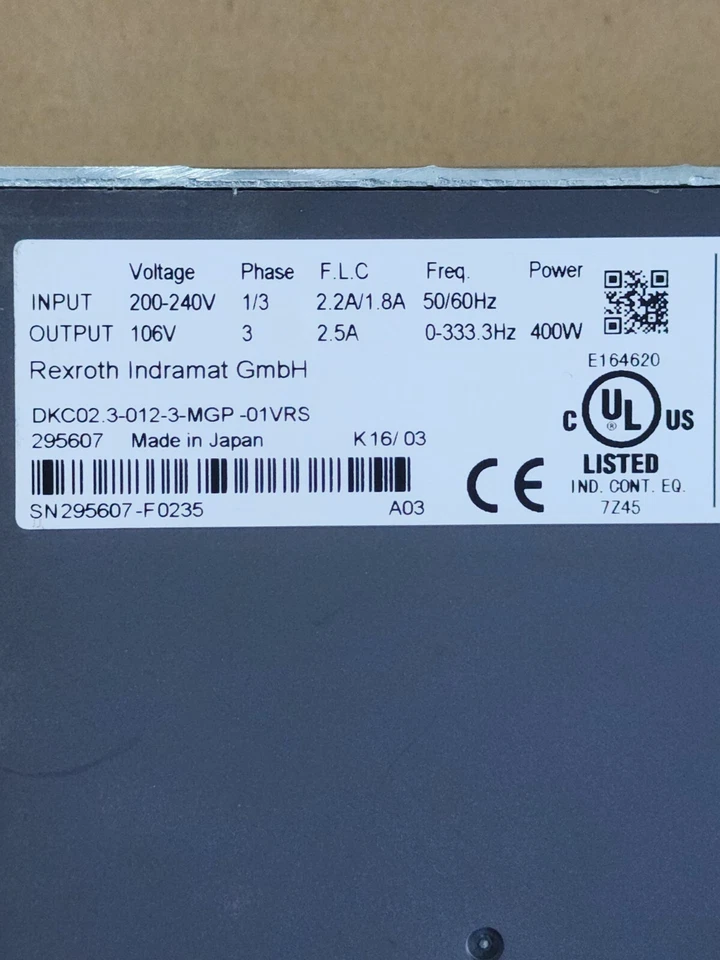 Voltage Phase F.L.C Freq. Power
INPUT 200-240V 1/3 2.2A/1.8A 50/60Hz
OUTPUT 106V 3 2.5A 0-333.3Hz 400W
Rexroth Indramat GmbH
DKC02.3-012-3-MGP -01VRS
295607 Made in Japan K16/ 03
SN295607-F0235 A03
CE
E164620
C UL US
LISTED
IND. CONT. EQ.
7Z45